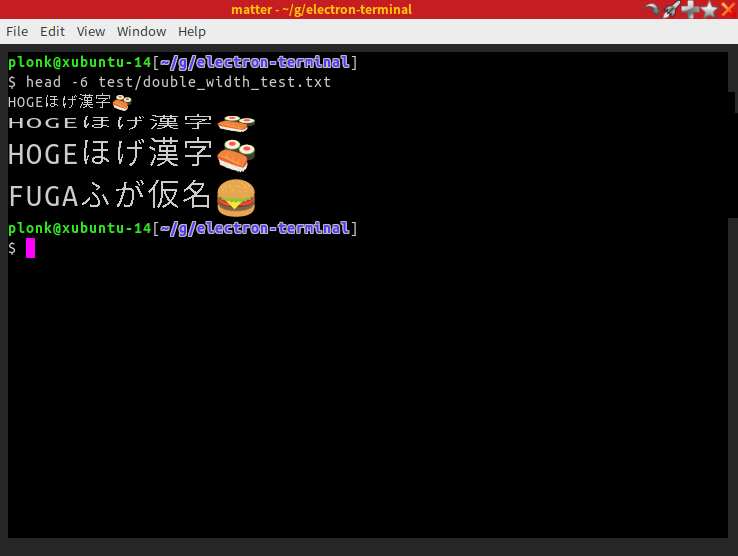 matter - ~/g/electron-terminal
File Edit View Window Help
plonk@xubuntu-14[~/g/electron-terminal]
$ head -6 test/double_width_test.txt
HOGEほげ漢字🍣
HOGEほげ漢字🍣
HOGEほげ漢字🍣
FUGAふが仮名🍔
plonk@xubuntu-14[~/g/electron-terminal]
$